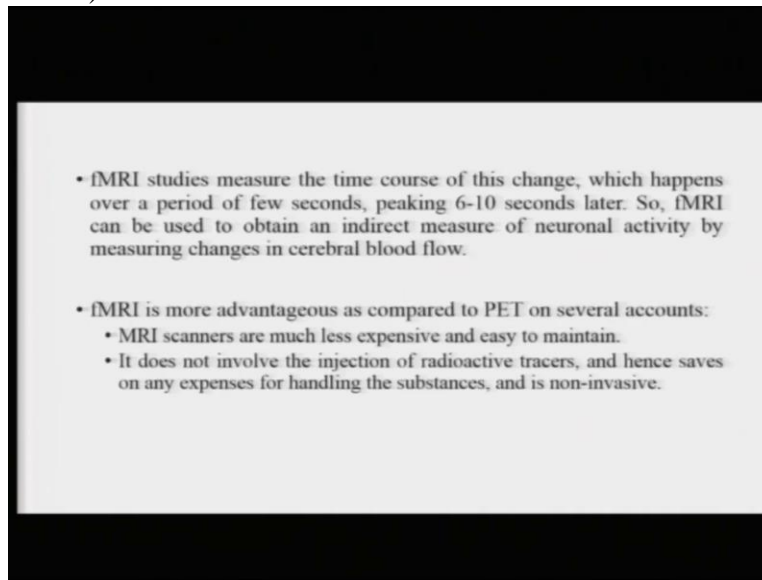 • fMRI studies measure the time course of this change, which happens
over a period of few seconds, peaking 6-10 seconds later. So, fMRI
can be used to obtain an indirect measure of neuronal activity by
measuring changes in cerebral blood flow.
• fMRI is more advantageous as compared to PET on several accounts:
• MRI scanners are much less expensive and easy to maintain.
• It does not involve the injection of radioactive tracers, and hence saves
on any expenses for handling the substances, and is non-invasive.